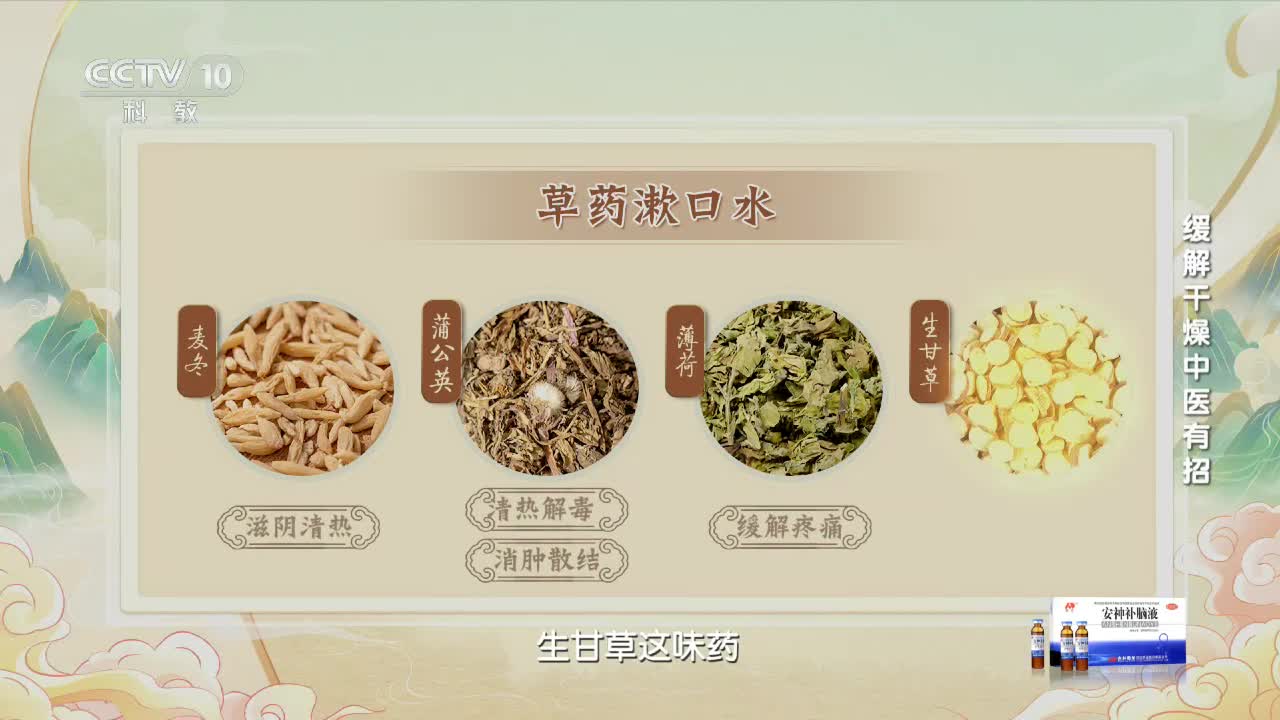 CCTV 10
科 教
草药漱口水
麦冬
蒲公英
薄荷
生甘草
滋阴清热
清热解毒
消肿散结
缓解疼痛
缓解干燥中医有招
安神补脑液
生甘草这味药